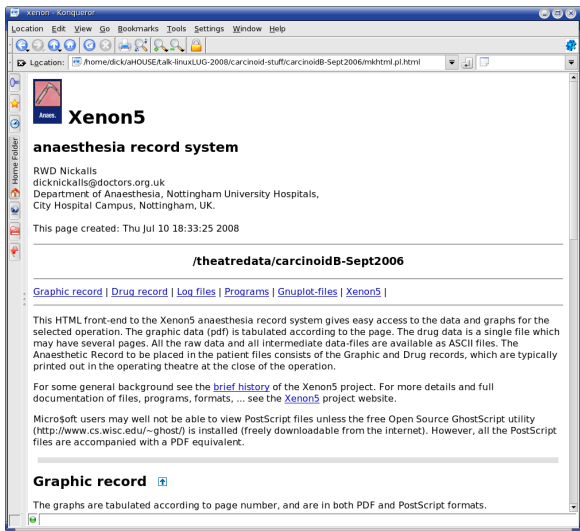 xenon - Konqueror
Location Edit View Go Bookmarks Tools Settings Window Help
Location: /home/dick/aHOUSE/talk-linuxLUG-2008/carcinoid-stuff/carcinoidB-Sept2006/mkhtml.pl.html
Home Folder
Anaes.
Xenon5
anaesthesia record system
RWD Nickalls
dicknickalls@doctors.org.uk
Department of Anaesthesia, Nottingham University Hospitals,
City Hospital Campus, Nottingham, UK.
This page created: Thu Jul 10 18:33:25 2008
/theatredata/carcinoidB-Sept2006
Graphic record | Drug record | Log files | Programs | Gnuplot-files | Xenon5 |
This HTML front-end to the Xenon5 anaesthesia record system gives easy access to the data and graphs for the
selected operation. The graphic data (pdf) is tabulated according to the page. The drug data is a single file which
may have several pages. All the raw data and all intermediate data-files are available as ASCII files. The
Anaesthetic Record to be placed in the patient files consists of the Graphic and Drug records, which are typically
printed out in the operating theatre at the close of the operation.
For some general background see the brief history of the Xenon5 project. For more details and full
documentation of files, programs, formats, ... see the Xenon5 project website.
Micro$oft users may well not be able to view PostScript files unless the free Open Source GhostScript utility
(http://www.cs.wisc.edu/~ghost/) is installed (freely downloadable from the internet). However, all the PostScript
files are accompanied with a PDF equivalent.
Graphic record
The graphs are tabulated according to page number, and are in both PDF and PostScript formats.